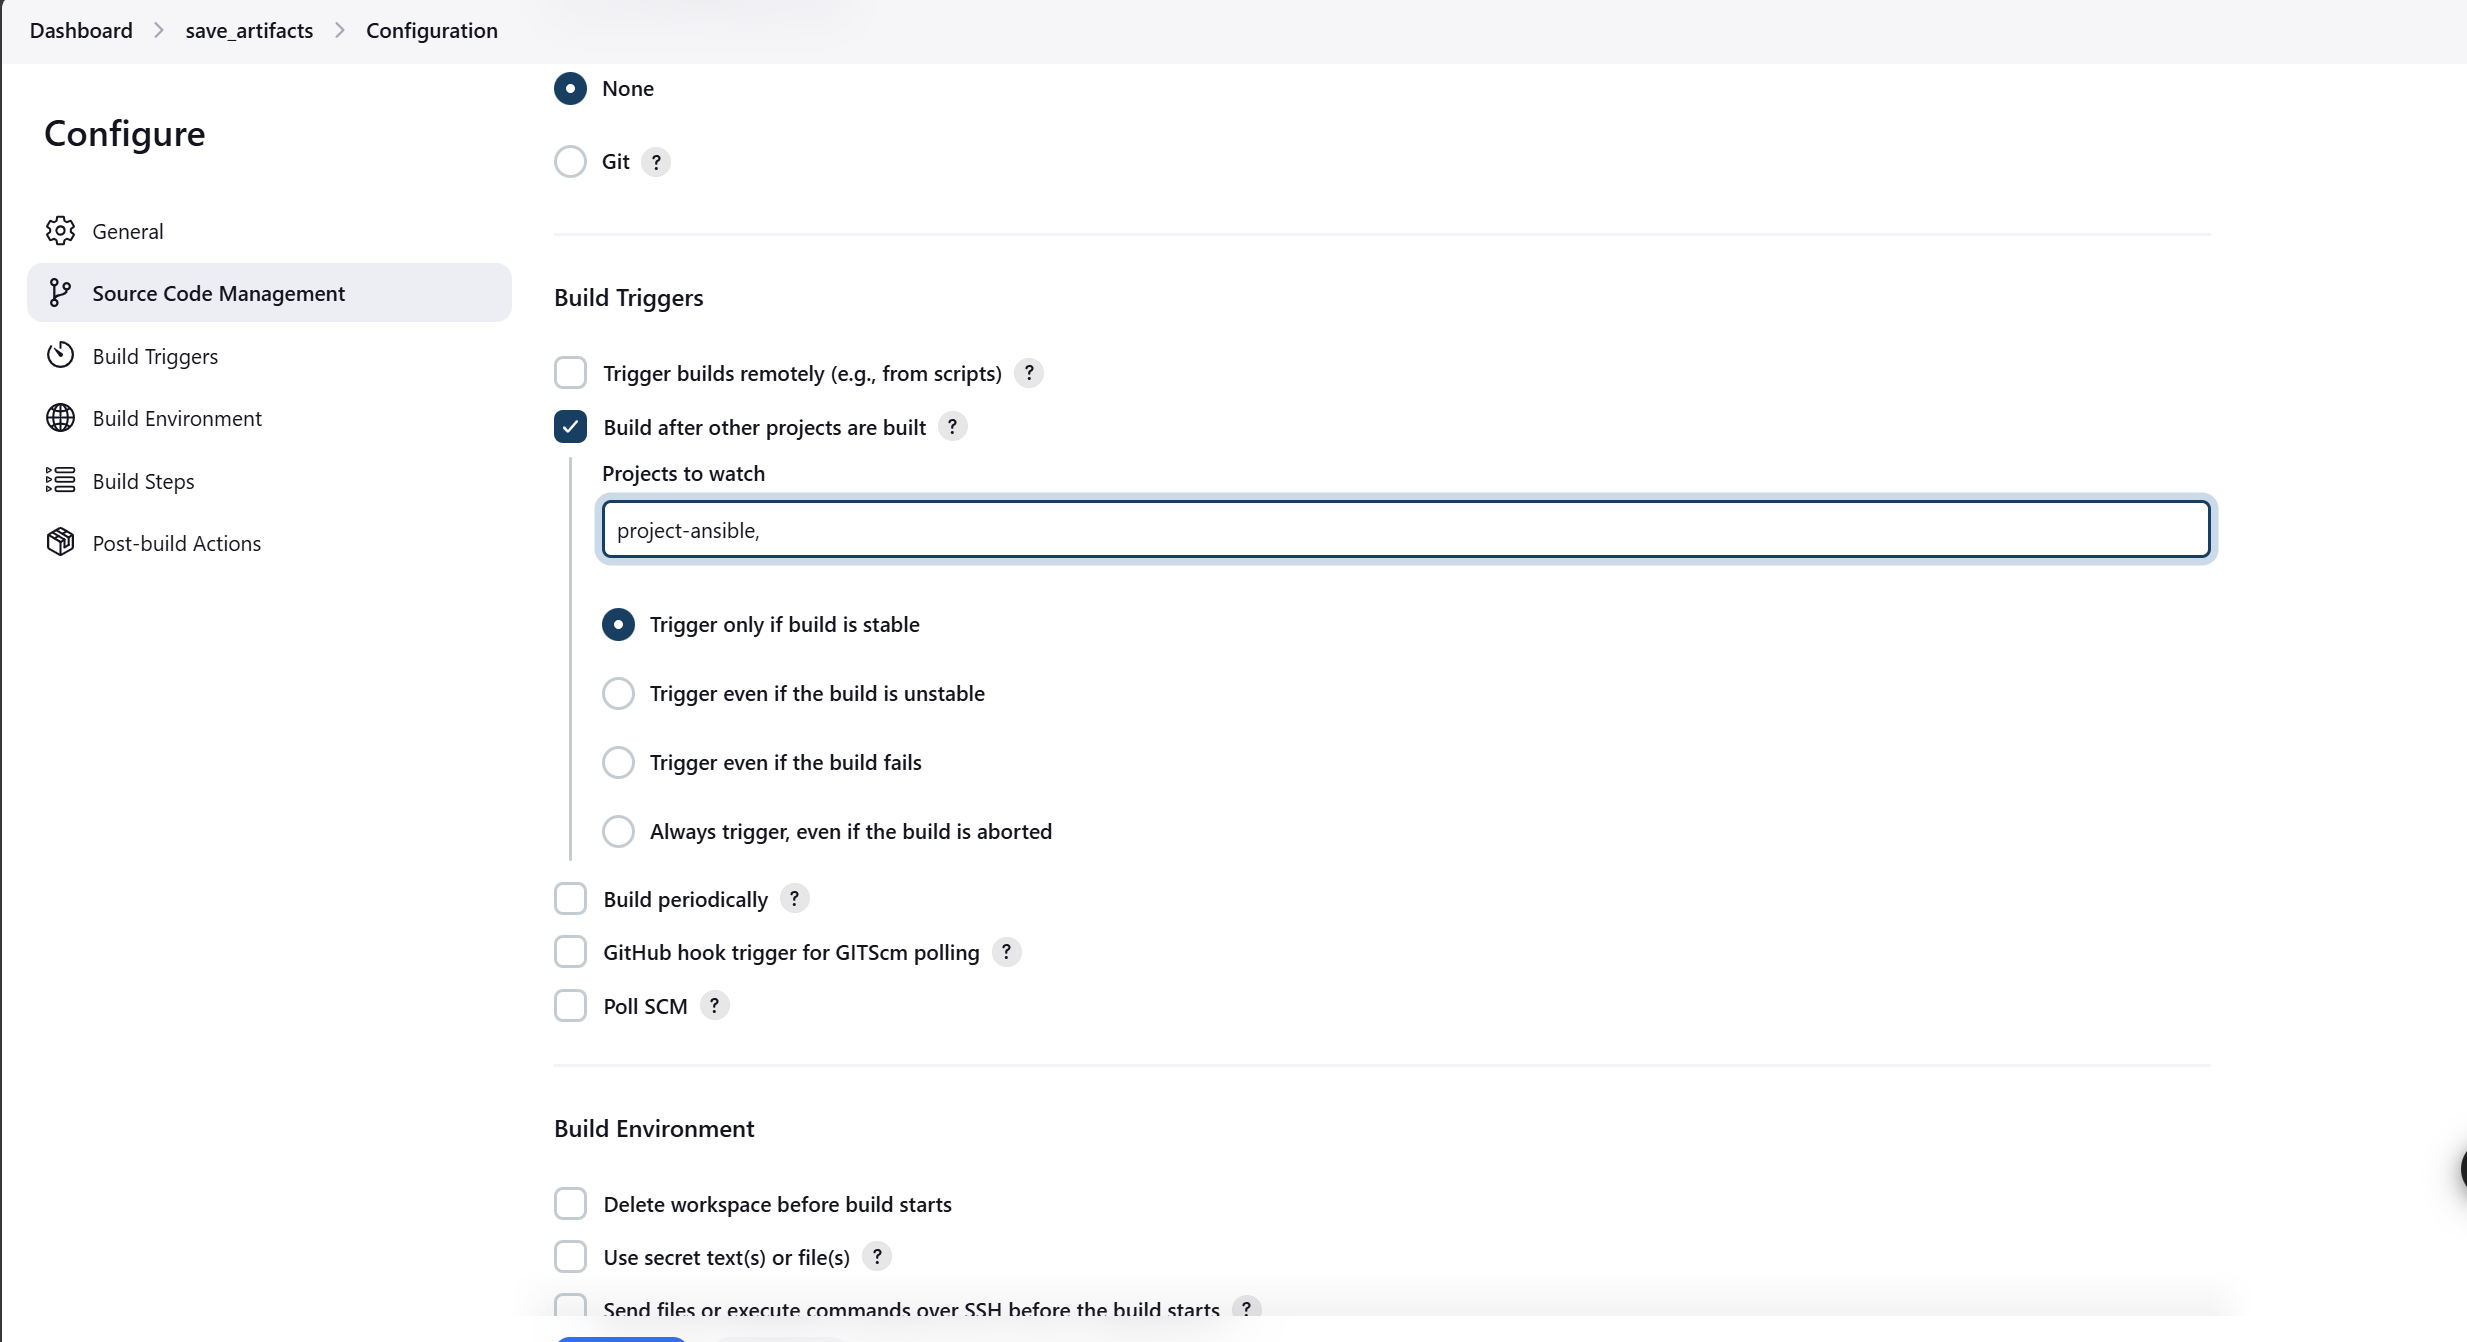 Dashboard > save_artifacts > Configuration
Configure
General
Source Code Management
Build Triggers
Build Environment
Build Steps
Post-build Actions
None
Git ?
Build Triggers
Trigger builds remotely (e.g., from scripts) ?
Build after other projects are built ?
Projects to watch
project-ansible,
Trigger only if build is stable
Trigger even if the build is unstable
Trigger even if the build fails
Always trigger, even if the build is aborted
Build periodically ?
GitHub hook trigger for GITScm polling ?
Poll SCM ?
Build Environment
Delete workspace before build starts
Use secret text(s) or file(s) ?
Send files or execute commands over SSH before the build starts ?